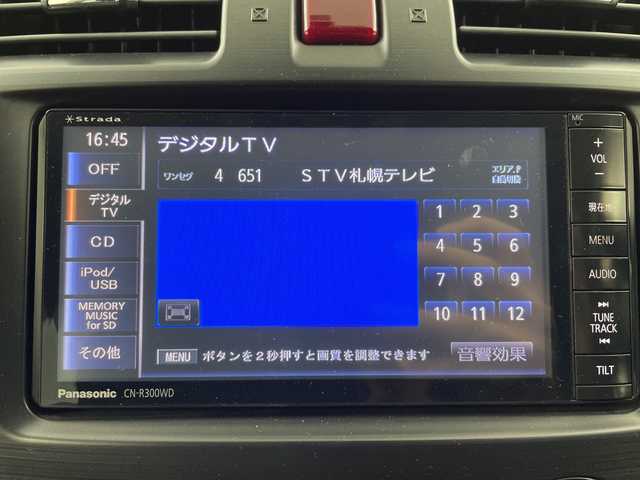 Strada
16:45
デジタルTV
OFF
ワンセグ 4 651 STV札幌テレビ エリア.P 自動切換
デジタル
TV
CD
iPod/
USB
MEMORY
MUSIC
for SD
その他
1 2 3
4 5 6
7 8 9
10 11 12
MENU ボタンを2秒押すと画質を調整できます
音響効果
Panasonic CN-R300WD
MIC
+
VOL
−
現在地
MENU
AUDIO
TUNE
TRACK
TILT